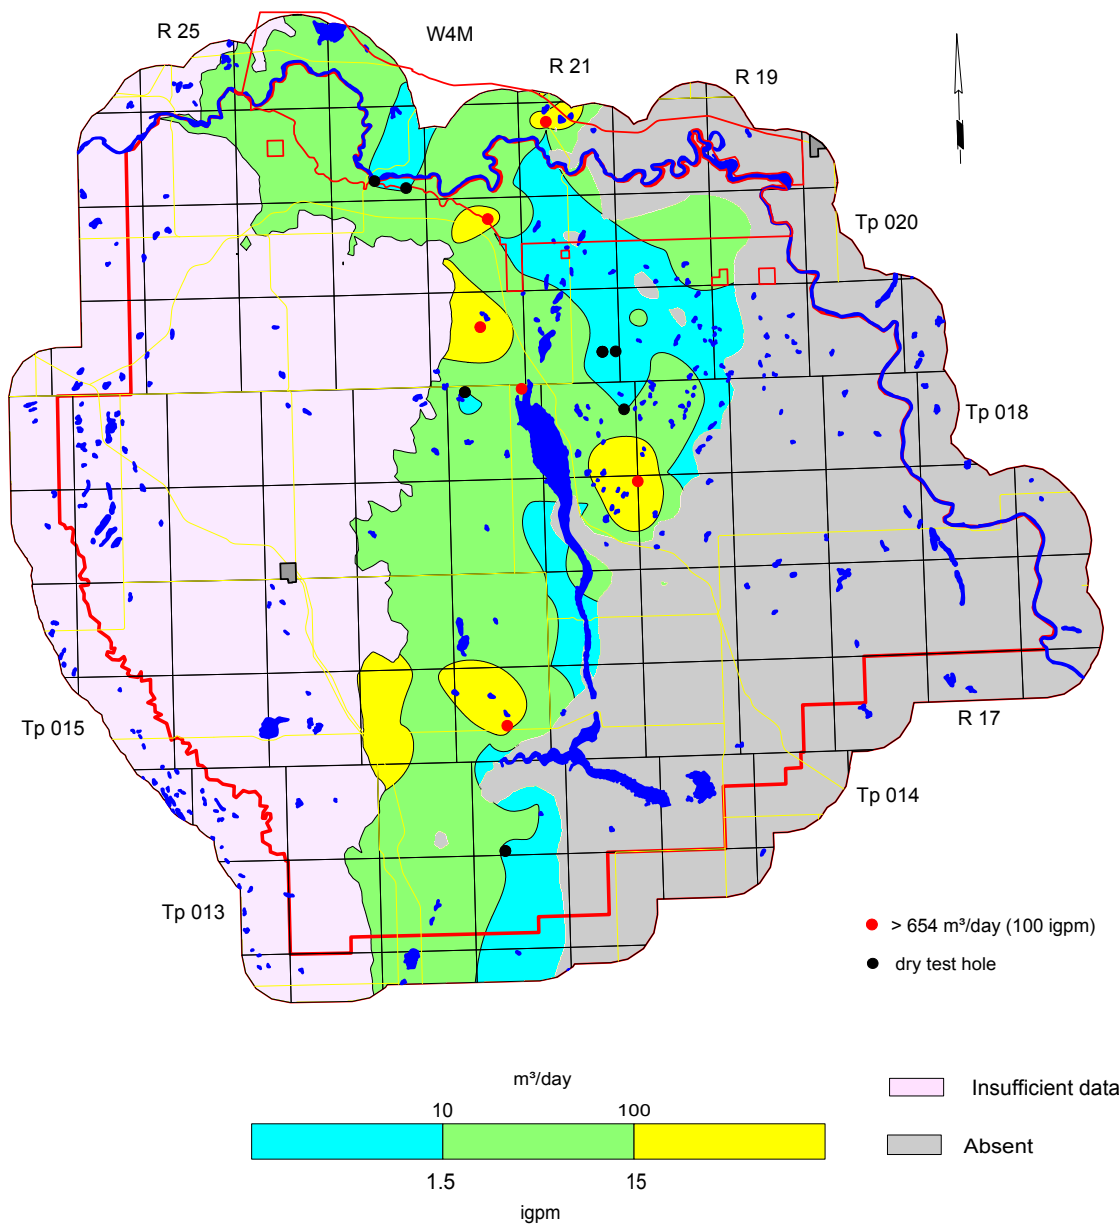 R 25
W4M
R 21
R 19
Tp 020
Tp 018
R 17
Tp 015
Tp 014
Tp 013
> 654 m³/day (100 igpm)
dry test hole
m³/day
10 100
1.5 15
igpm
Insufficient data
Absent